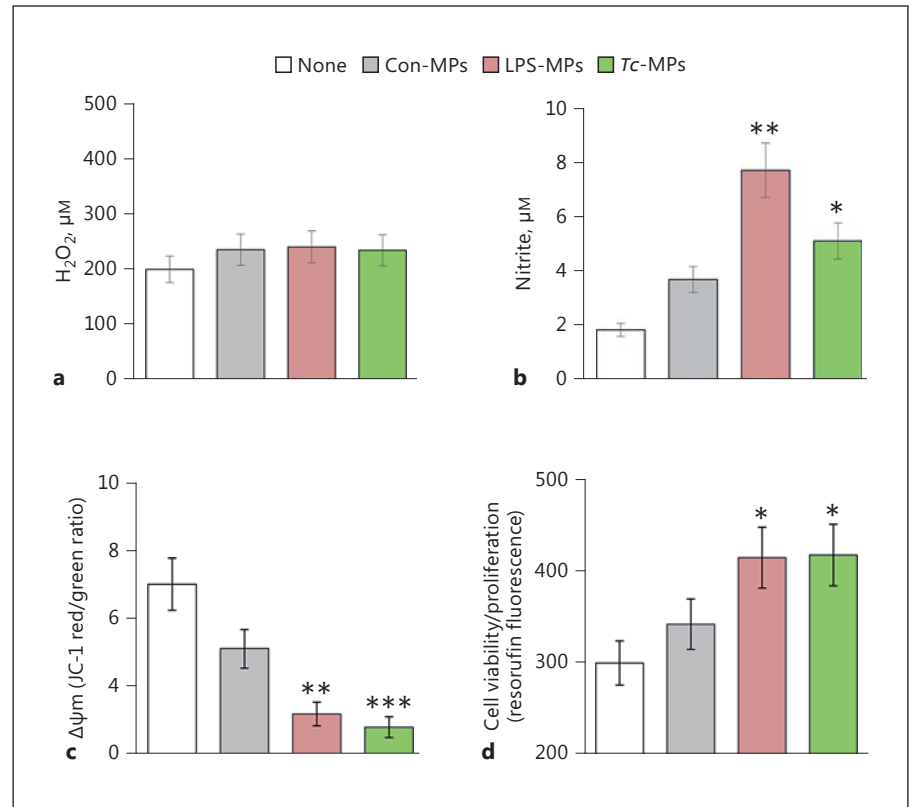 None Con-MPs LPS-MPs Tc-MPs
H₂O₂, µM
500
400
300
200
100
0
a
Nitrite, µM
10
8
6
4
2
0
**
*
b
Δψm (JC-1 red/green ratio)
10
8
6
4
0
**
***
c
Cell viability/proliferation
(resorufin fluorescence)
500
400
300
200
*
*
d